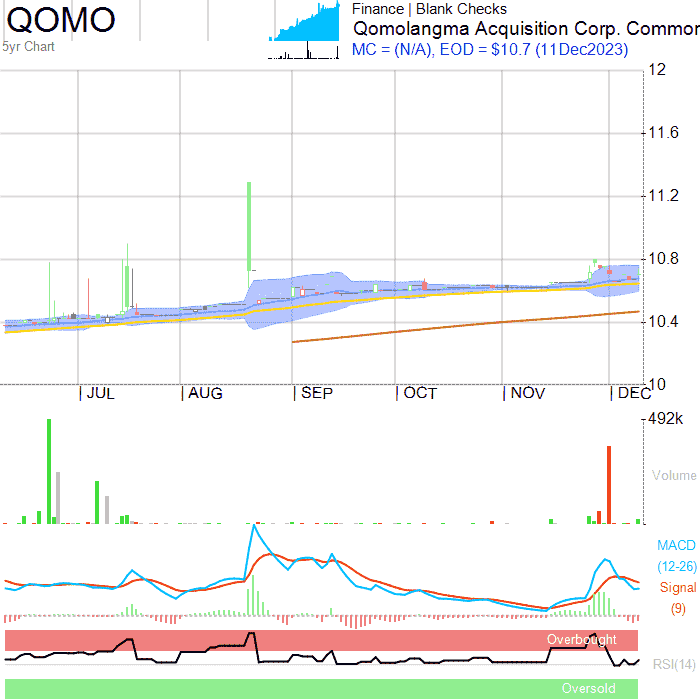 QOMO
5yr Chart
Finance | Blank Checks
Qomolangma Acquisition Corp. Common
MC = (N/A), EOD = $10.7 (11Dec2023)
12
11.6
11.2
10.8
10.4
10
JUL
AUG
SEP
OCT
NOV
DEC
492k
Volume
MACD
(12-26)
Signal
(9)
Overbought
RSI(14)
Oversold